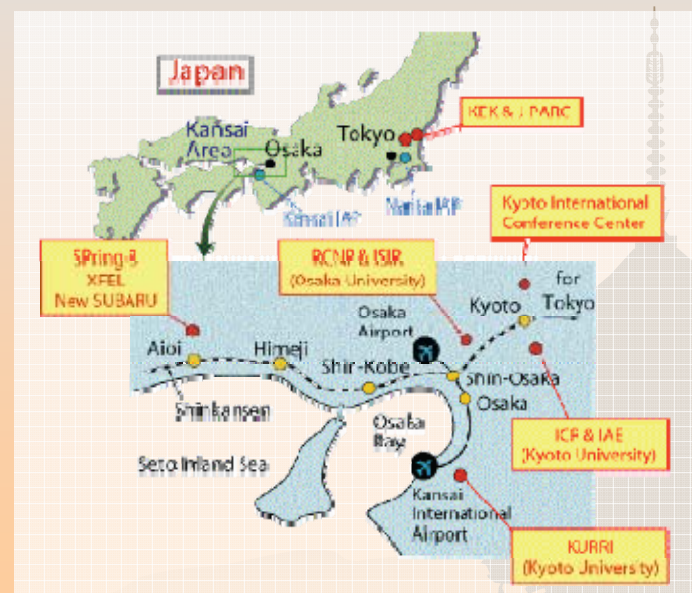 Japan
Kansai
Area
Osaka
Tokyo
KEK & J-PARC
Kansai IAP
Narita IAP
Kyoto International
Conference Center
SPring-8
XFEL
New SUBARU
RCNP & ISIR
(Osaka University)
for
Tokyo
Kyoto
Osaka
Airport
Aioi
Himeji
Shin-Kobe
Shin-Osaka
Osaka
Shinkansen
Osaka
Bay
Seto Inland Sea
ICR & IAE
(Kyoto University)
Kansai
International
Airport
KURRI
(Kyoto University)